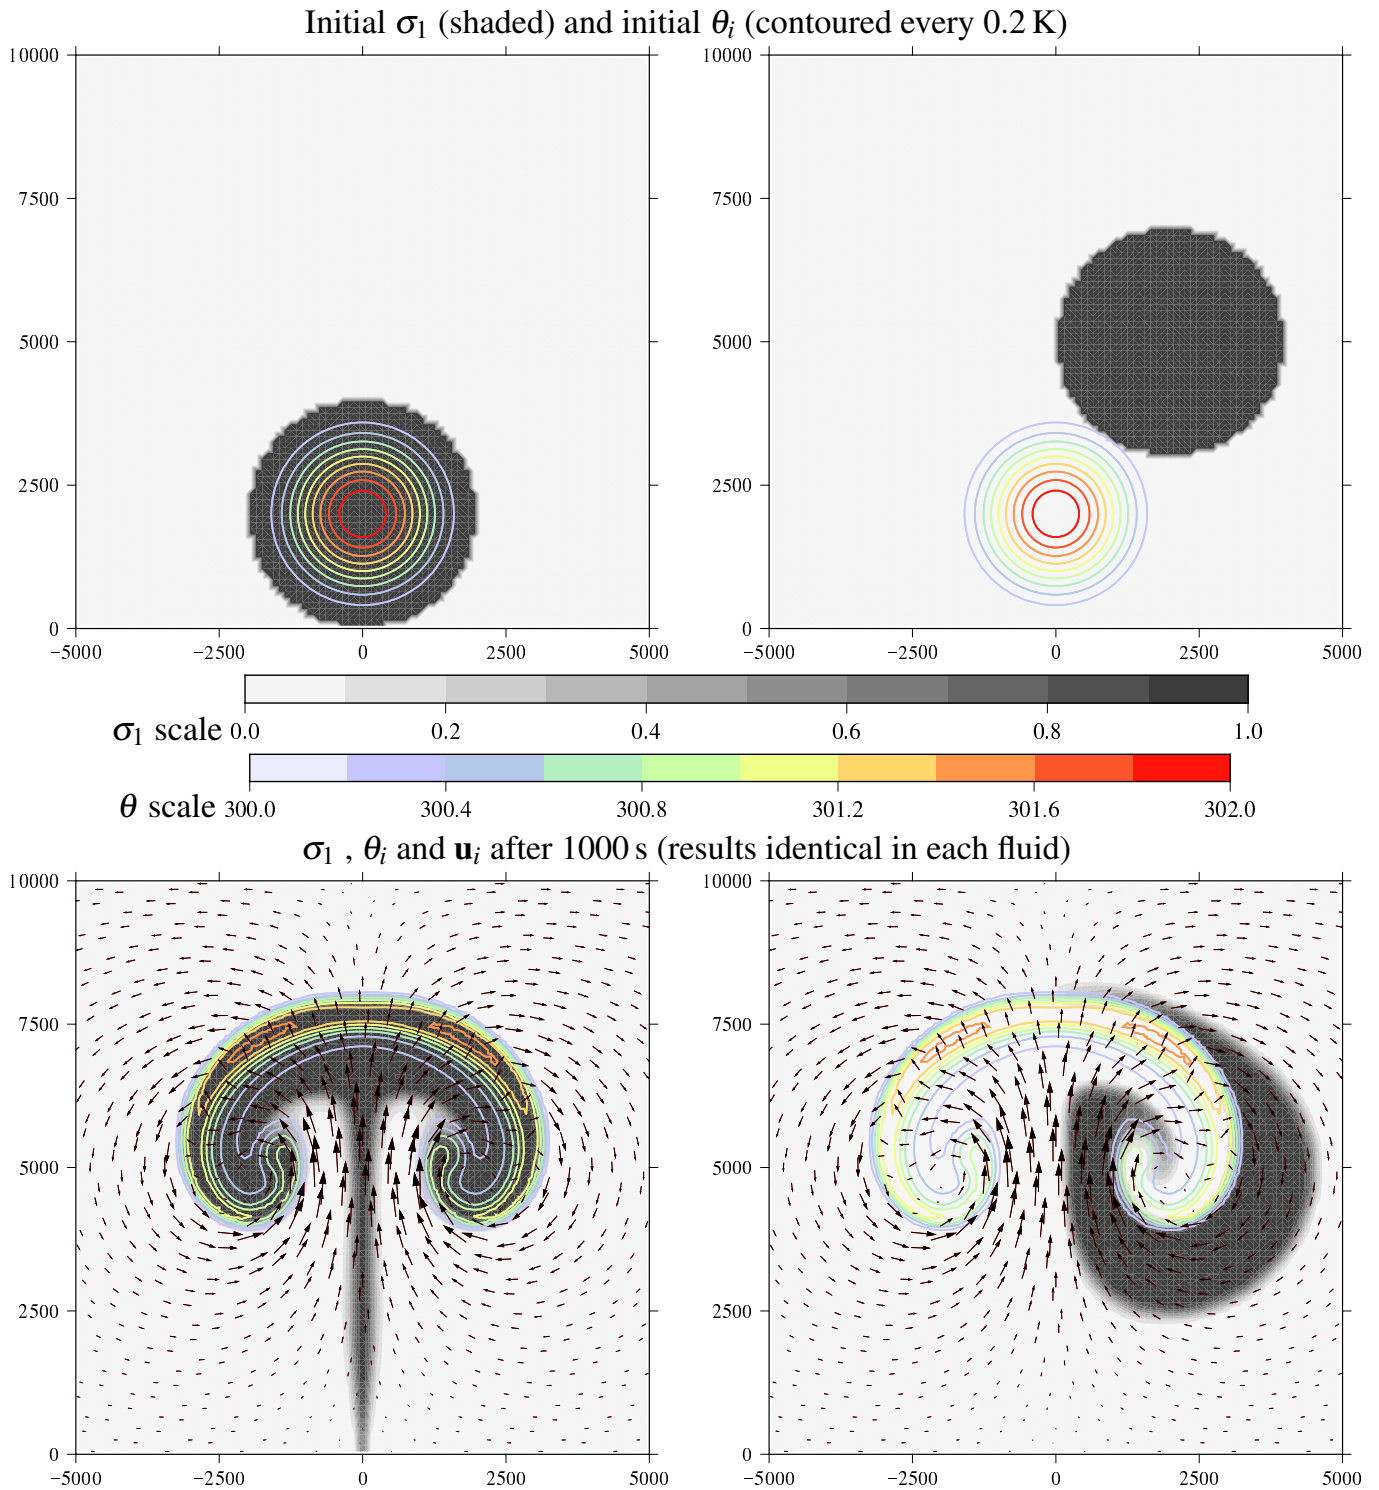 Initial σ₁ (shaded) and initial θᵢ (contoured every 0.2 K)
10000 10000
7500 7500
5000 5000
2500 2500
0 0
−5000 −2500 0 2500 5000 −5000 −2500 0 2500 5000
σ₁ scale 0.0 0.2 0.4 0.6 0.8 1.0
θ scale 300.0 300.4 300.8 301.2 301.6 302.0
σ₁ , θᵢ and 𝐮ᵢ after 1000 s (results identical in each fluid)
10000 10000
7500 7500
5000 5000
2500 2500
0 0
−5000 −2500 0 2500 5000 −5000 −2500 0 2500 5000